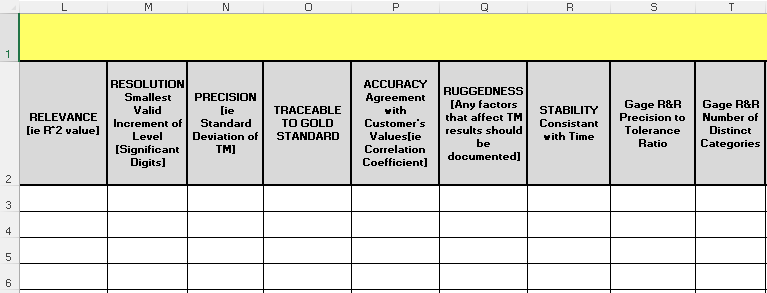 L M N O P Q R S T
1
RELEVANCE
[ie R^2 value]
RESOLUTION
Smallest
Valid
Increment of
Level
[Significant
Digits]
PRECISION
[ie
Standard
Deviation of
TM]
TRACEABLE
TO GOLD
STANDARD
ACCURACY
Agreement
with
Customer's
Values[ie
Correlation
Coefficient]
RUGGEDNESS
[Any factors
that affect TM
results should
be
documented]
STABILITY
Consistant
with Time
Gage R&R
Precision to
Tolerance
Ratio
Gage R&R
Number of
Distinct
Categories
2
3
4
5
6